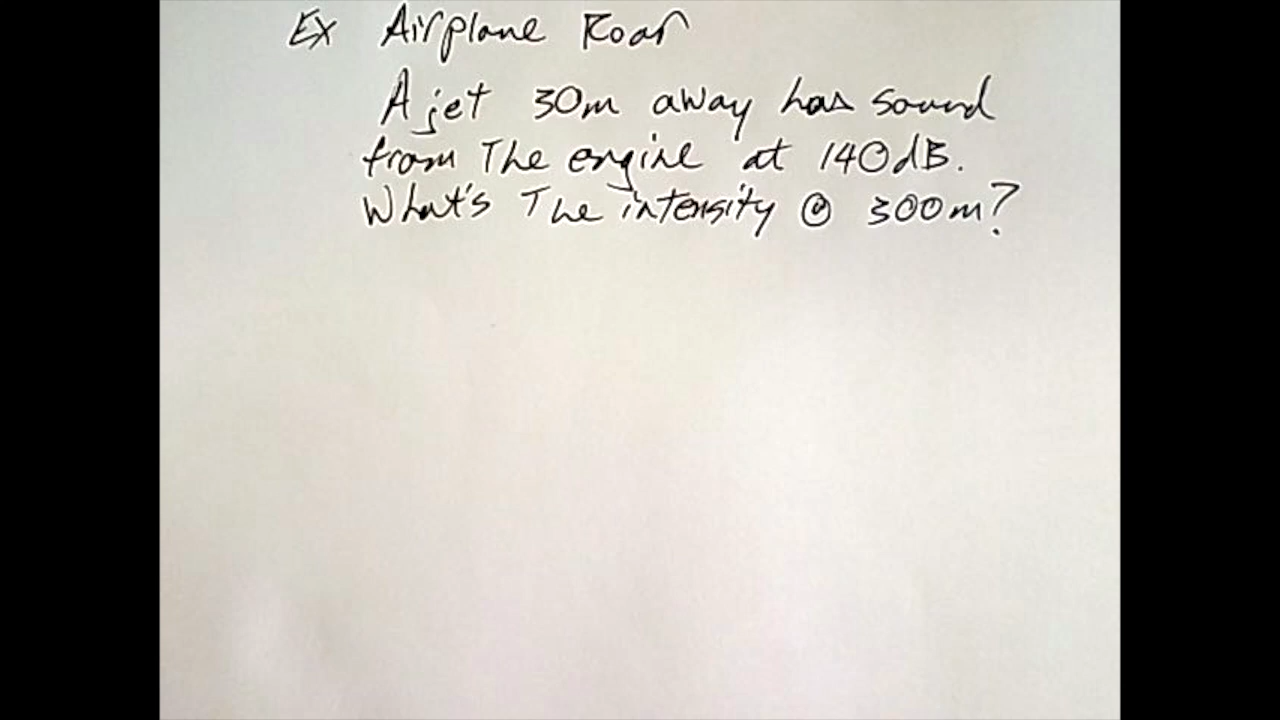 Ex Airplane Roar
A jet 30m away has sound
from The engine at 140dB.
What's The intensity @ 300m?